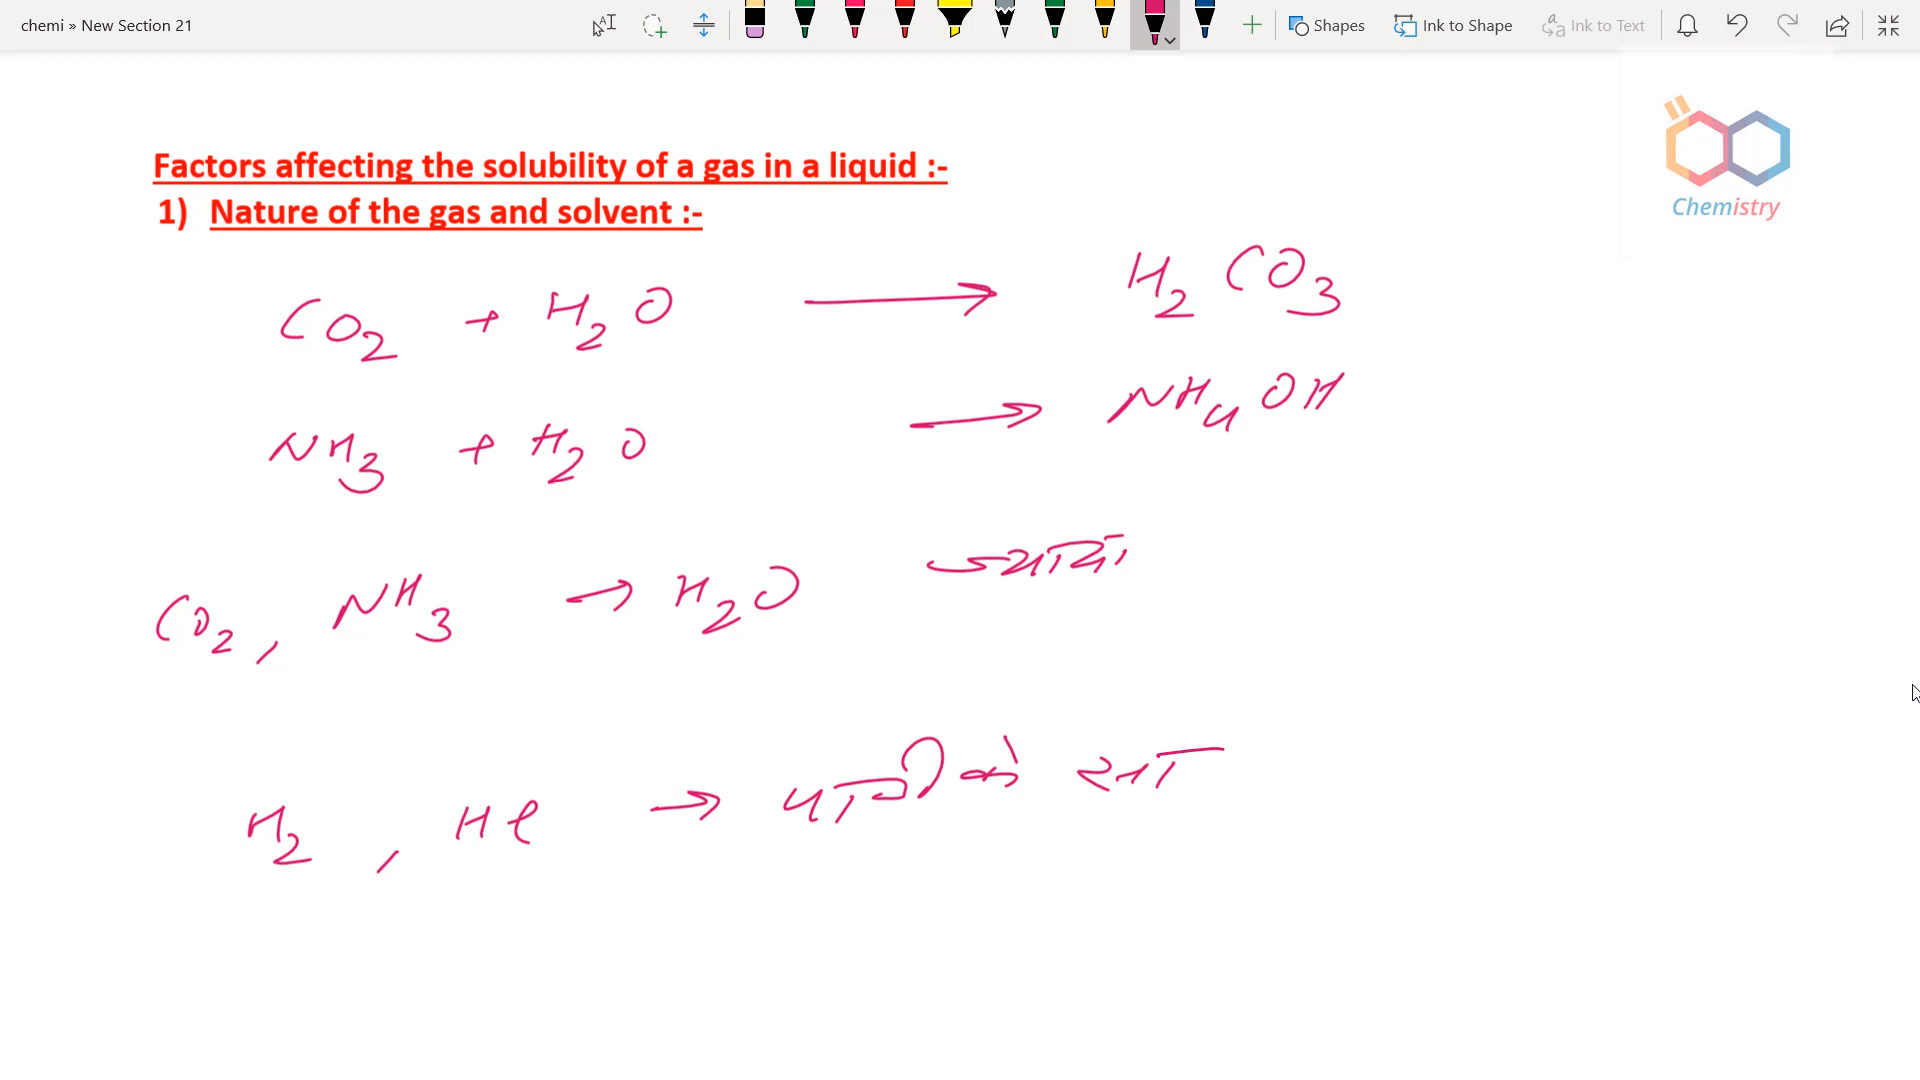 chemi » New Section 21
Shapes
Ink to Shape
Ink to Text
Factors affecting the solubility of a gas in a liquid :-
1) Nature of the gas and solvent :-
Chemistry
CO2 + H2O → H2CO3
NH3 + H2O → NH4OH
CO2, NH3 → H2O
H2, He →